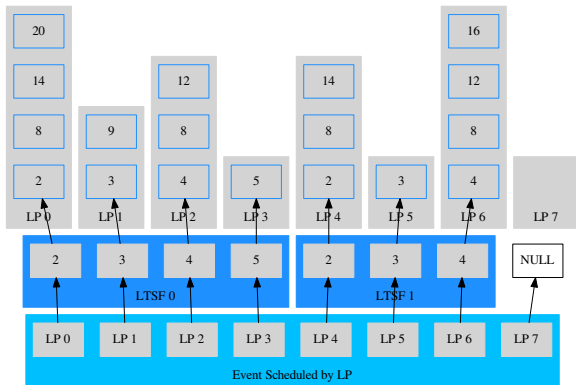 20 16
14 12 14 12
8 9 8 8 8
2 3 4 5 2 3 4
LP 0 LP 1 LP 2 LP 3 LP 4 LP 5 LP 6 LP 7
2 3 4 5 2 3 4 NULL
LTSF 0 LTSF 1
LP 0 LP 1 LP 2 LP 3 LP 4 LP 5 LP 6 LP 7
Event Scheduled by LP